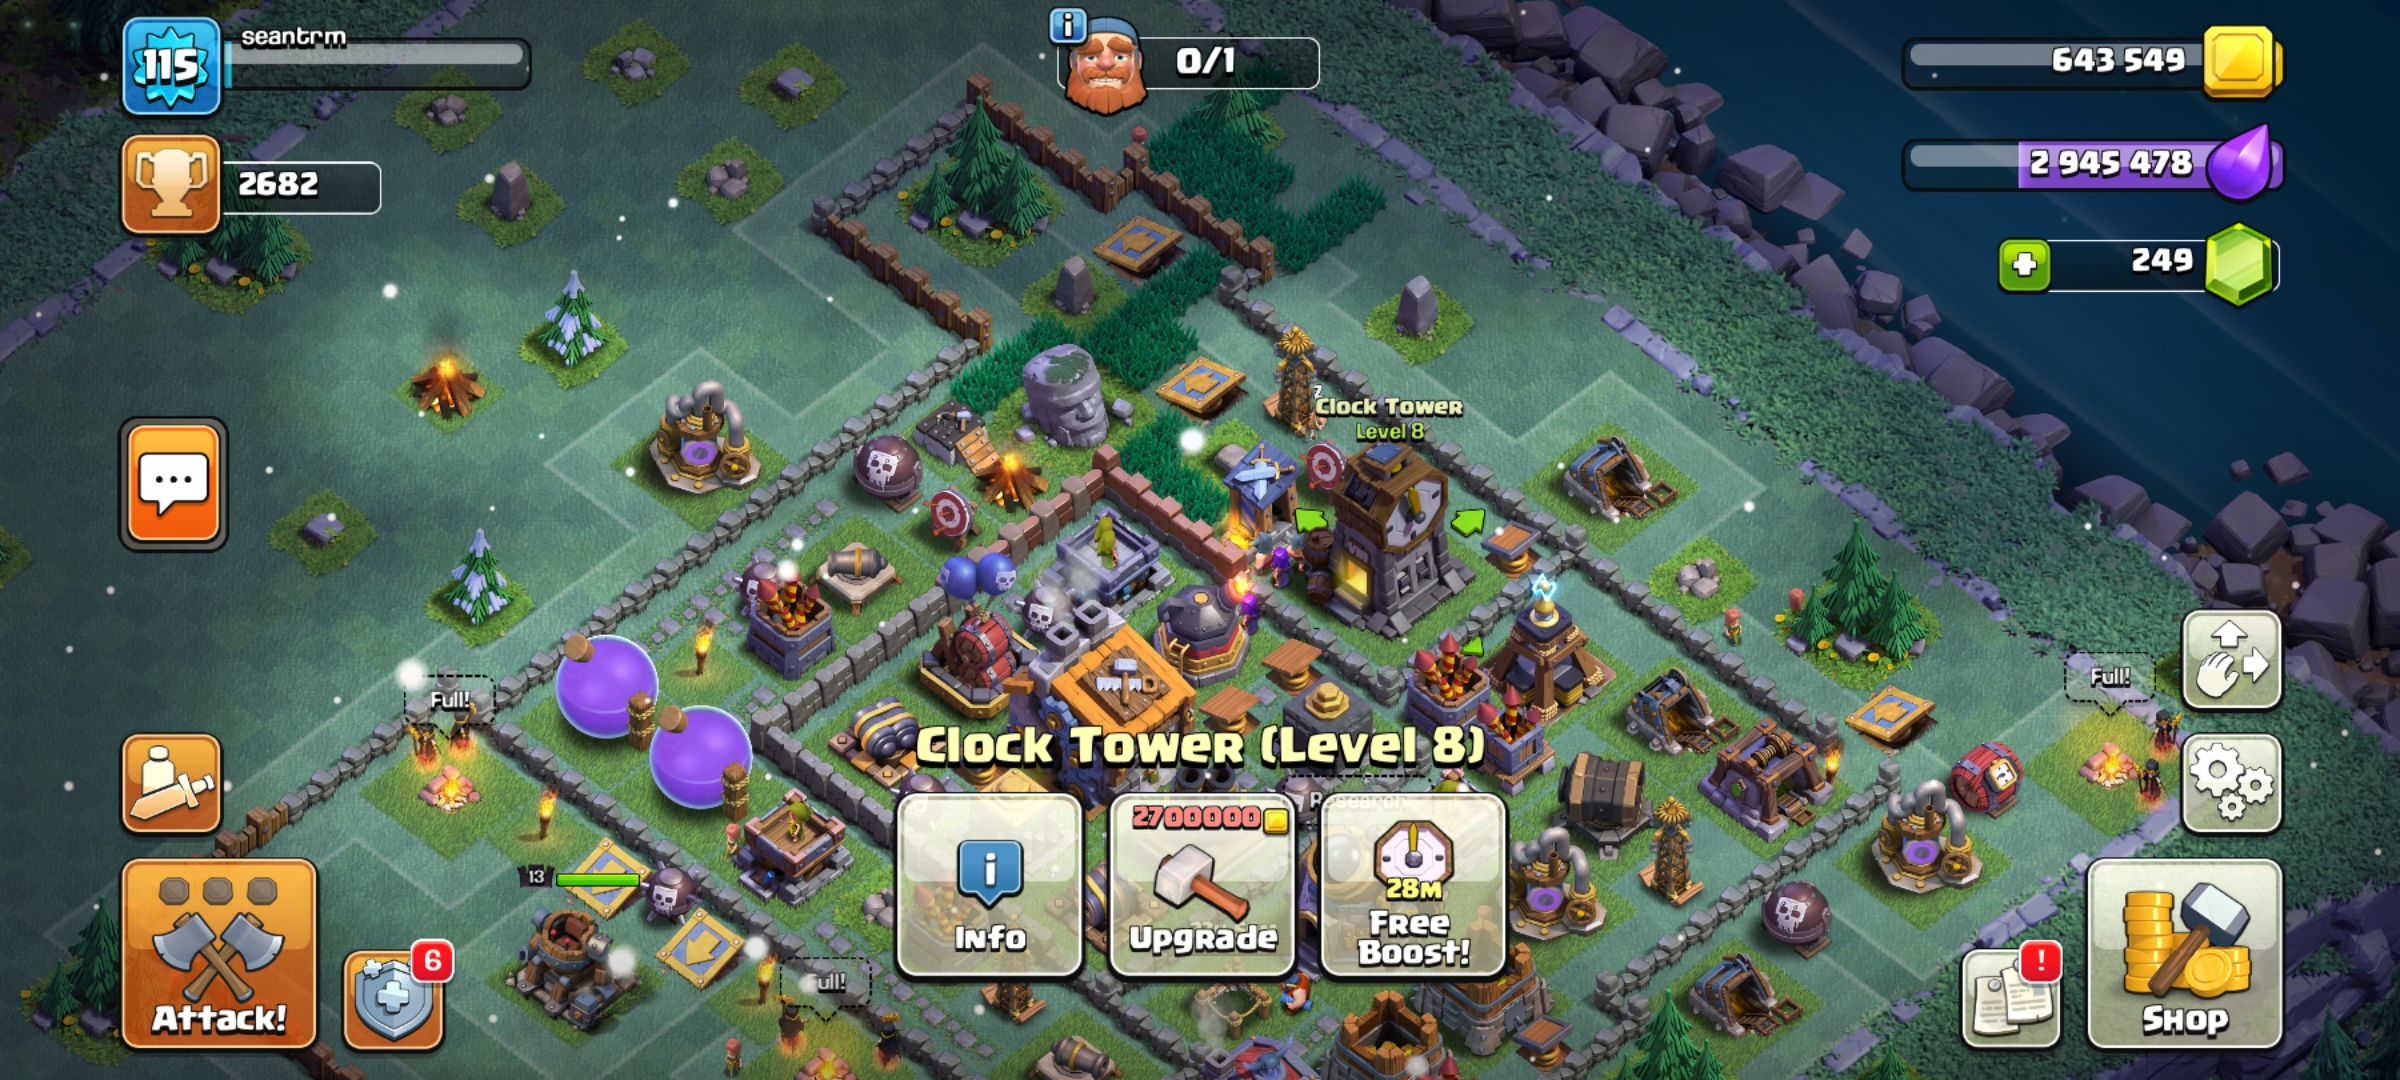 115
seantrm
0/1
643 549
2682
2 945 478
249
Clock Tower
Level 8
Full!
Full!
Clock Tower (Level 8)
Research
2700000
28M
Info
Upgrade
Free
Boost!
13
6
!
Attack!
Shop